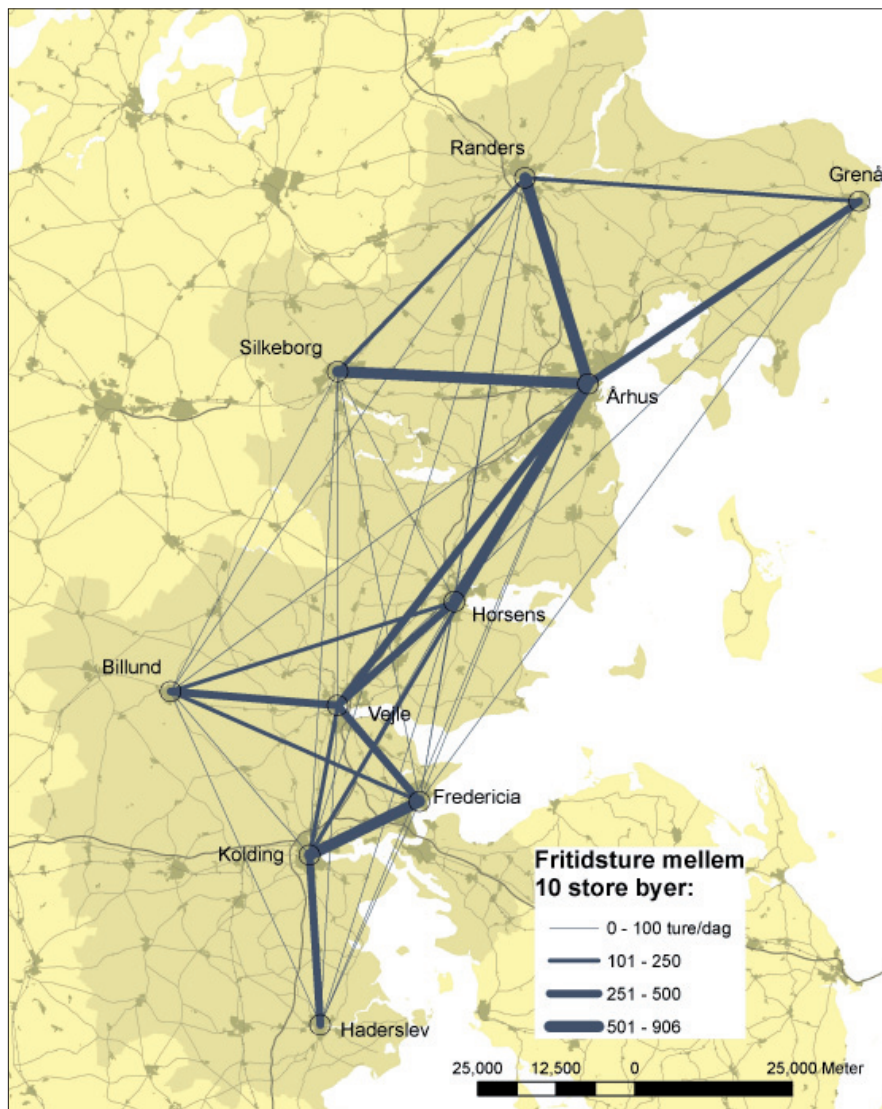 Randers
Grenå
Silkeborg
Århus
Horsens
Billund
Vejle
Fredericia
Kolding
Fritidsture mellem
10 store byer:
0 - 100 ture/dag
101 - 250
251 - 500
501 - 906
Haderslev
25,000 12,500 0 25,000 Meter